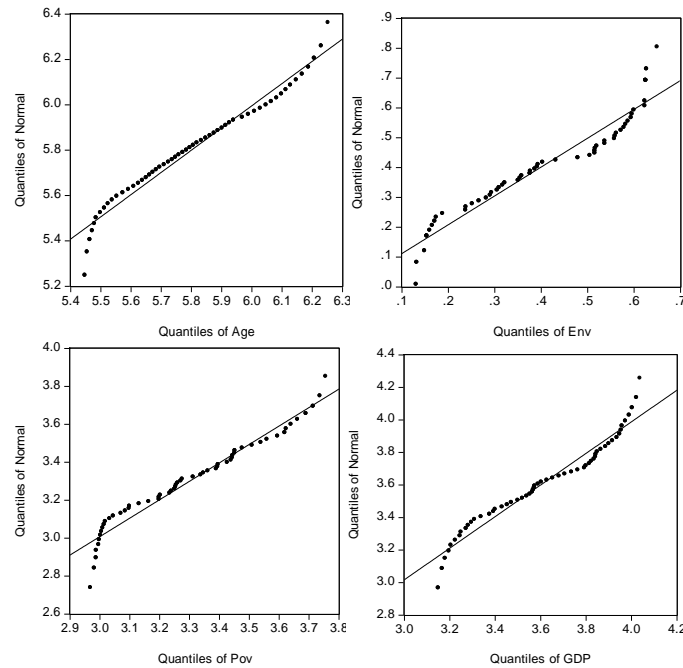 6.4
6.2
6.0
5.8
5.6
5.4
5.2
5.4 5.5 5.6 5.7 5.8 5.9 6.0 6.1 6.2 6.3
Quantiles of Normal
Quantiles of Age
.9
.8
.7
.6
.5
.4
.3
.2
.1
.0
.1 .2 .3 .4 .5 .6 .7
Quantiles of Normal
Quantiles of Env
4.0
3.8
3.6
3.4
3.2
3.0
2.8
2.6
2.9 3.0 3.1 3.2 3.3 3.4 3.5 3.6 3.7 3.8
Quantiles of Normal
Quantiles of Pov
4.4
4.2
4.0
3.8
3.6
3.4
3.2
3.0
2.8
3.0 3.2 3.4 3.6 3.8 4.0 4.2
Quantiles of Normal
Quantiles of GDP